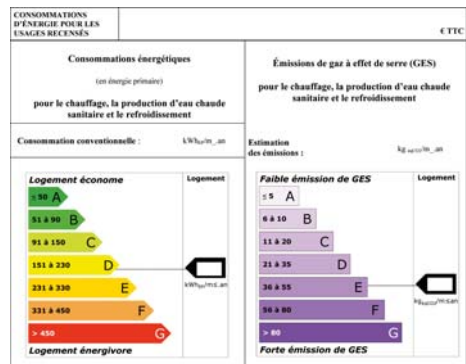 CONSOMMATIONS
D'ÉNERGIE POUR LES
USAGES RECENSÉS
€ TTC
Consommations énergétiques
(en énergie primaire)
pour le chauffage, la production d'eau chaude
sanitaire et le refroidissement
Émissions de gaz à effet de serre (GES)
pour le chauffage, la production d'eau chaude
sanitaire et le refroidissement
Consommation conventionnelle :
Estimation
des émissions :
Logement économe
Logement
≤ 50 A
51 à 90 B
91 à 150 C
151 à 230 D
231 à 330 E
331 à 450 F
> 450 G
Logement énergivore
Faible émission de GES
Logement
≤ 5 A
6 à 10 B
11 à 20 C
21 à 35 D
36 à 55 E
56 à 80 F
> 80 G
Forte émission de GES